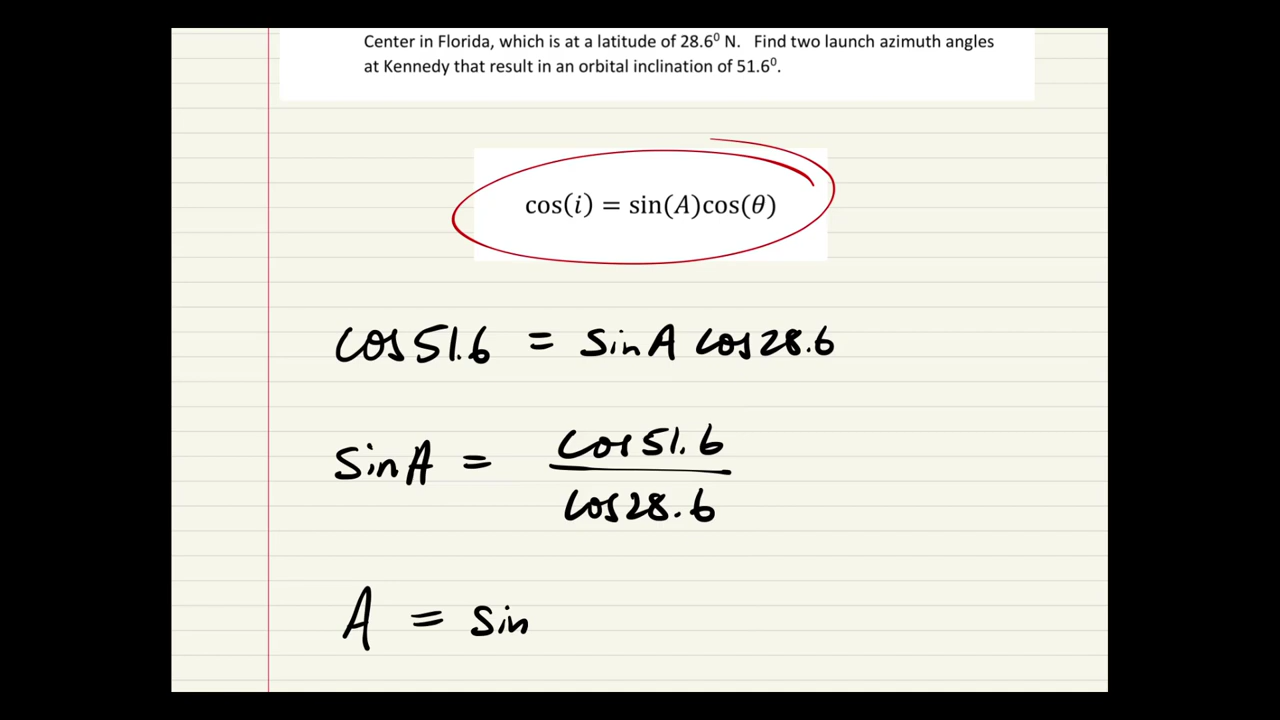 Center in Florida, which is at a latitude of 28.6⁰ N. Find two launch azimuth angles
at Kennedy that result in an orbital inclination of 51.6⁰.
cos(i) = sin(A)cos(θ)
cos 51.6 = sin A cos 28.6
sin A = cos 51.6 / cos 28.6
A = sin